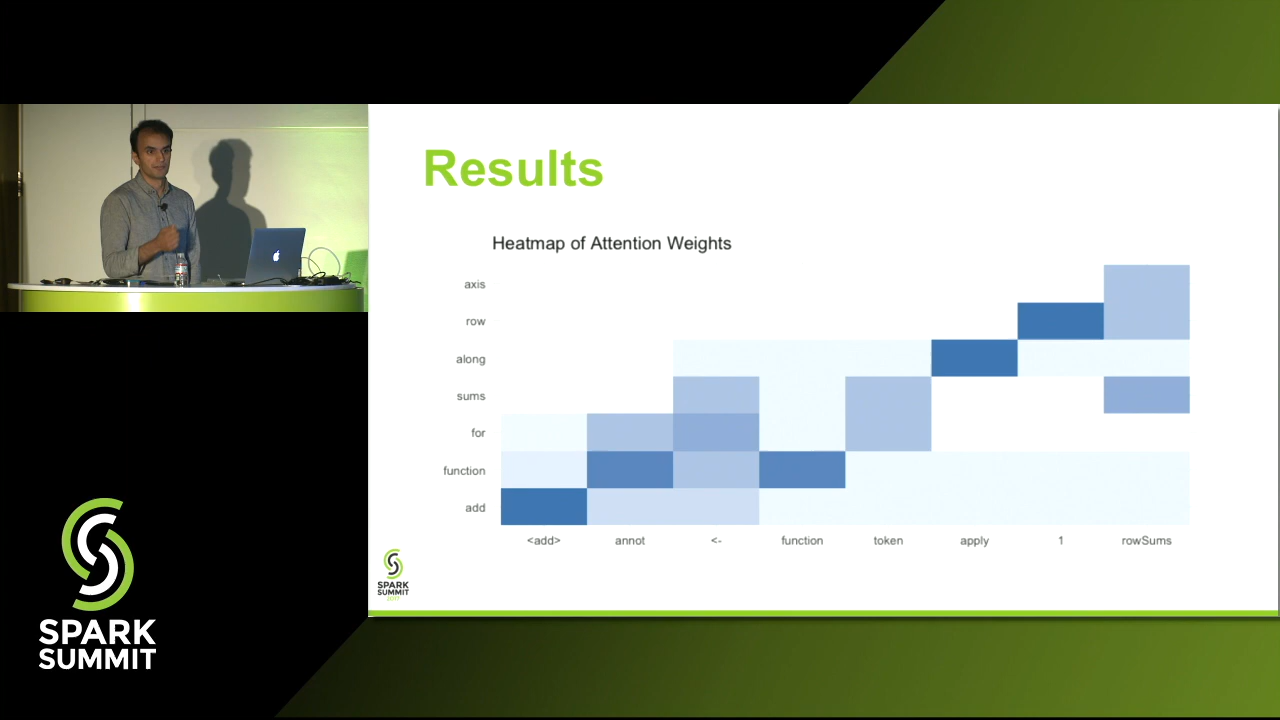 Results
Heatmap of Attention Weights
axis
row
along
sums
for
function
add
<add> annot <- function token apply 1 rowSums
SPARK
SUMMIT
2017
SPARK
SUMMIT